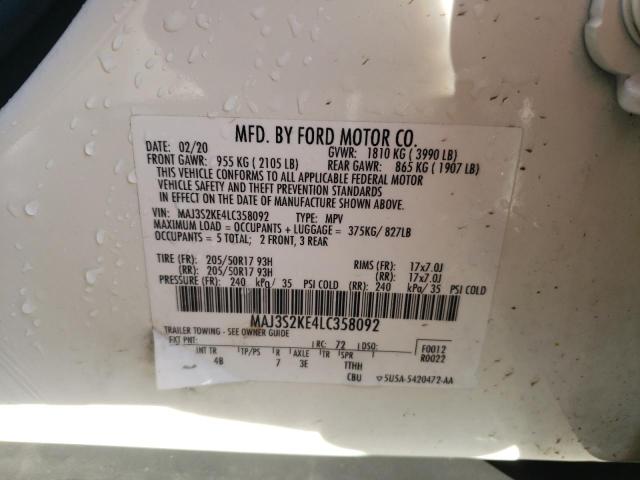 MFD. BY FORD MOTOR CO.
DATE: 02/20 GVWR: 1810 KG ( 3990 LB)
FRONT GAWR: 955 KG ( 2105 LB) REAR GAWR: 865 KG ( 1907 LB)
THIS VEHICLE CONFORMS TO ALL APPLICABLE FEDERAL MOTOR
VEHICLE SAFETY AND THEFT PREVENTION STANDARDS
IN EFFECT ON THE DATE OF MANUFACTURE SHOWN ABOVE.
VIN: MAJ3S2KE4LC358092 TYPE: MPV
MAXIMUM LOAD = OCCUPANTS + LUGGAGE = 375KG/ 827LB
OCCUPANTS = 5 TOTAL; 2 FRONT, 3 REAR
TIRE (FR): 205/50R17 93H RIMS (FR): 17x7.0J
(RR): 205/50R17 93H (RR): 17x7.0J
PRESSURE (FR): 240 kPa/ 35 PSI COLD (RR): 240 kPa/ 35 PSI COLD
MAJ3S2KE4LC358092
TRAILER TOWING - SEE OWNER GUIDE
EXT PNT: RC: 72 DSO: F0012
INT TR TP/PS R AXLE TR SPR R0022
4B 7 3E TTHH
CBU 5U5A-5420472-AA